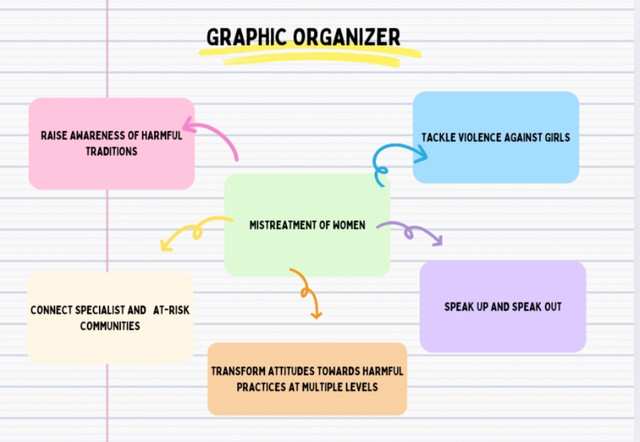 GRAPHIC ORGANIZER
RAISE AWARENESS OF HARMFUL
TRADITIONS
TACKLE VIOLENCE AGAINST GIRLS
MISTREATMENT OF WOMEN
CONNECT SPECIALIST AND AT-RISK
COMMUNITIES
SPEAK UP AND SPEAK OUT
TRANSFORM ATTITUDES TOWARDS HARMFUL
PRACTICES AT MULTIPLE LEVELS